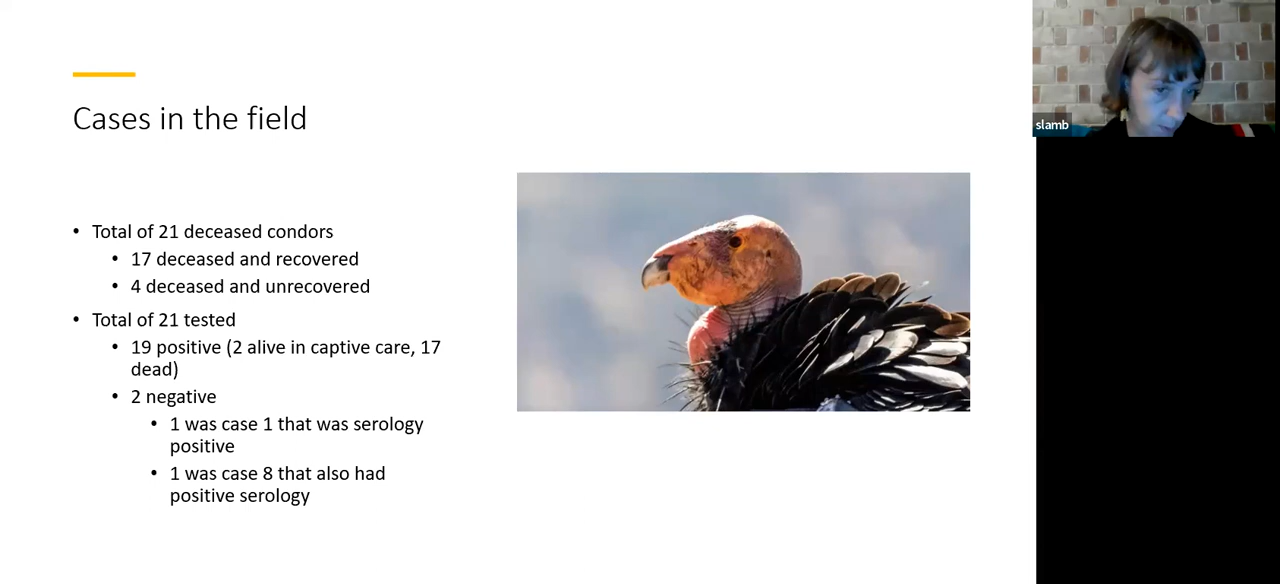 Cases in the field
• Total of 21 deceased condors
• 17 deceased and recovered
• 4 deceased and unrecovered
• Total of 21 tested
• 19 positive (2 alive in captive care, 17
dead)
• 2 negative
• 1 was case 1 that was serology
positive
• 1 was case 8 that also had
positive serology
slamb